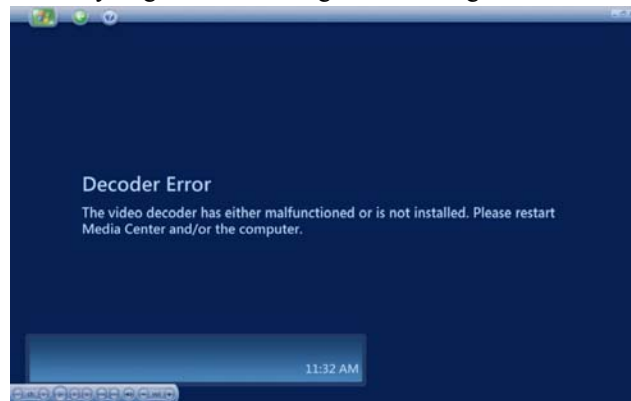 Decoder Error
The video decoder has either malfunctioned or is not installed. Please restart
Media Center and/or the computer.
11:32 AM